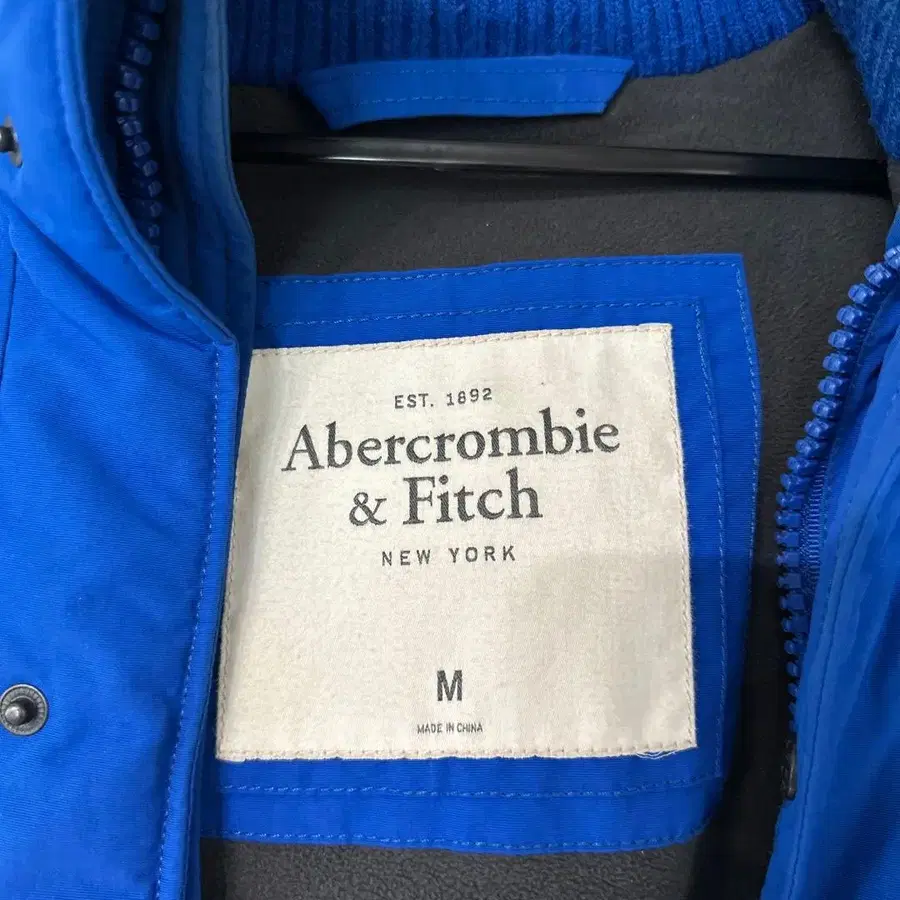 EST. 1892
Abercrombie
& Fitch
NEW YORK
M
MADE IN CHINA